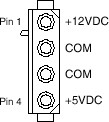 Pin 1 +12VDC
COM
COM
Pin 4 +5VDC